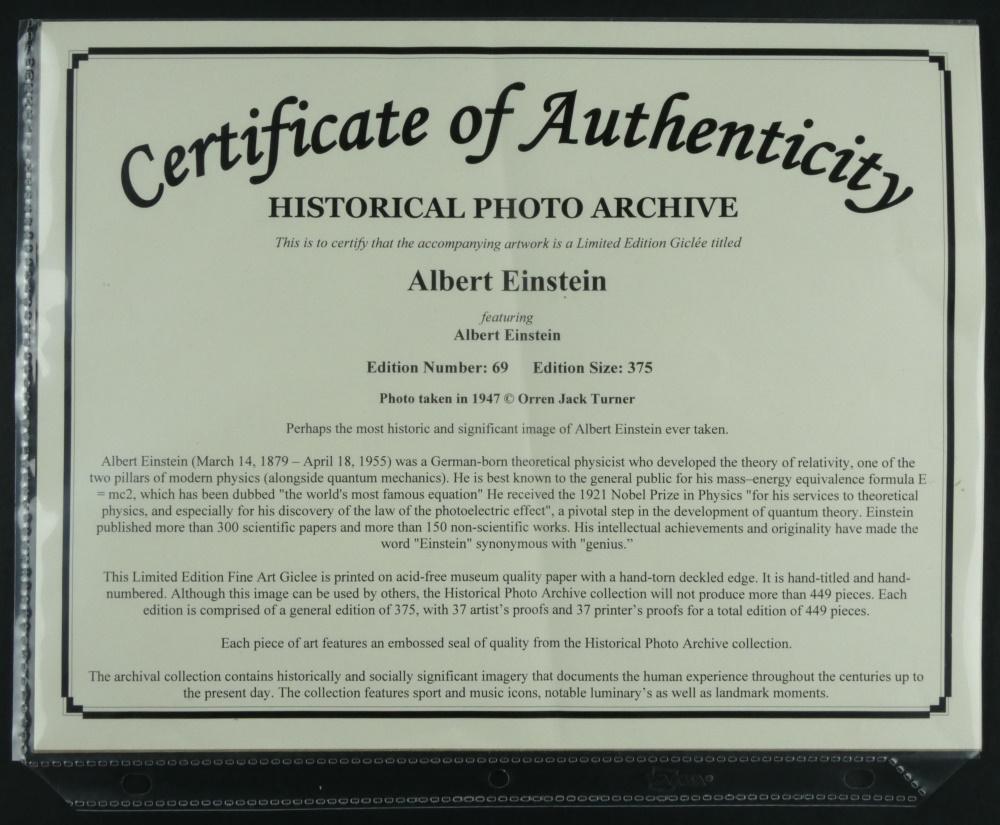 Certificate of Authenticity
HISTORICAL PHOTO ARCHIVE
This is to certify that the accompanying artwork is a Limited Edition Giclée titled
Albert Einstein
featuring
Albert Einstein
Edition Number: 69 Edition Size: 375
Photo taken in 1947 © Orren Jack Turner
Perhaps the most historic and significant image of Albert Einstein ever taken.
Albert Einstein (March 14, 1879 – April 18, 1955) was a German-born theoretical physicist who developed the theory of relativity, one of the
two pillars of modern physics (alongside quantum mechanics). He is best known to the general public for his mass–energy equivalence formula E
= mc2, which has been dubbed "the world's most famous equation" He received the 1921 Nobel Prize in Physics "for his services to theoretical
physics, and especially for his discovery of the law of the photoelectric effect", a pivotal step in the development of quantum theory. Einstein
published more than 300 scientific papers and more than 150 non-scientific works. His intellectual achievements and originality have made the
word "Einstein" synonymous with "genius.”
This Limited Edition Fine Art Giclee is printed on acid-free museum quality paper with a hand-torn deckled edge. It is hand-titled and hand-
numbered. Although this image can be used by others, the Historical Photo Archive collection will not produce more than 449 pieces. Each
edition is comprised of a general edition of 375, with 37 artist’s proofs and 37 printer’s proofs for a total edition of 449 pieces.
Each piece of art features an embossed seal of quality from the Historical Photo Archive collection.
The archival collection contains historically and socially significant imagery that documents the human experience throughout the centuries up to
the present day. The collection features sport and music icons, notable luminary’s as well as landmark moments.